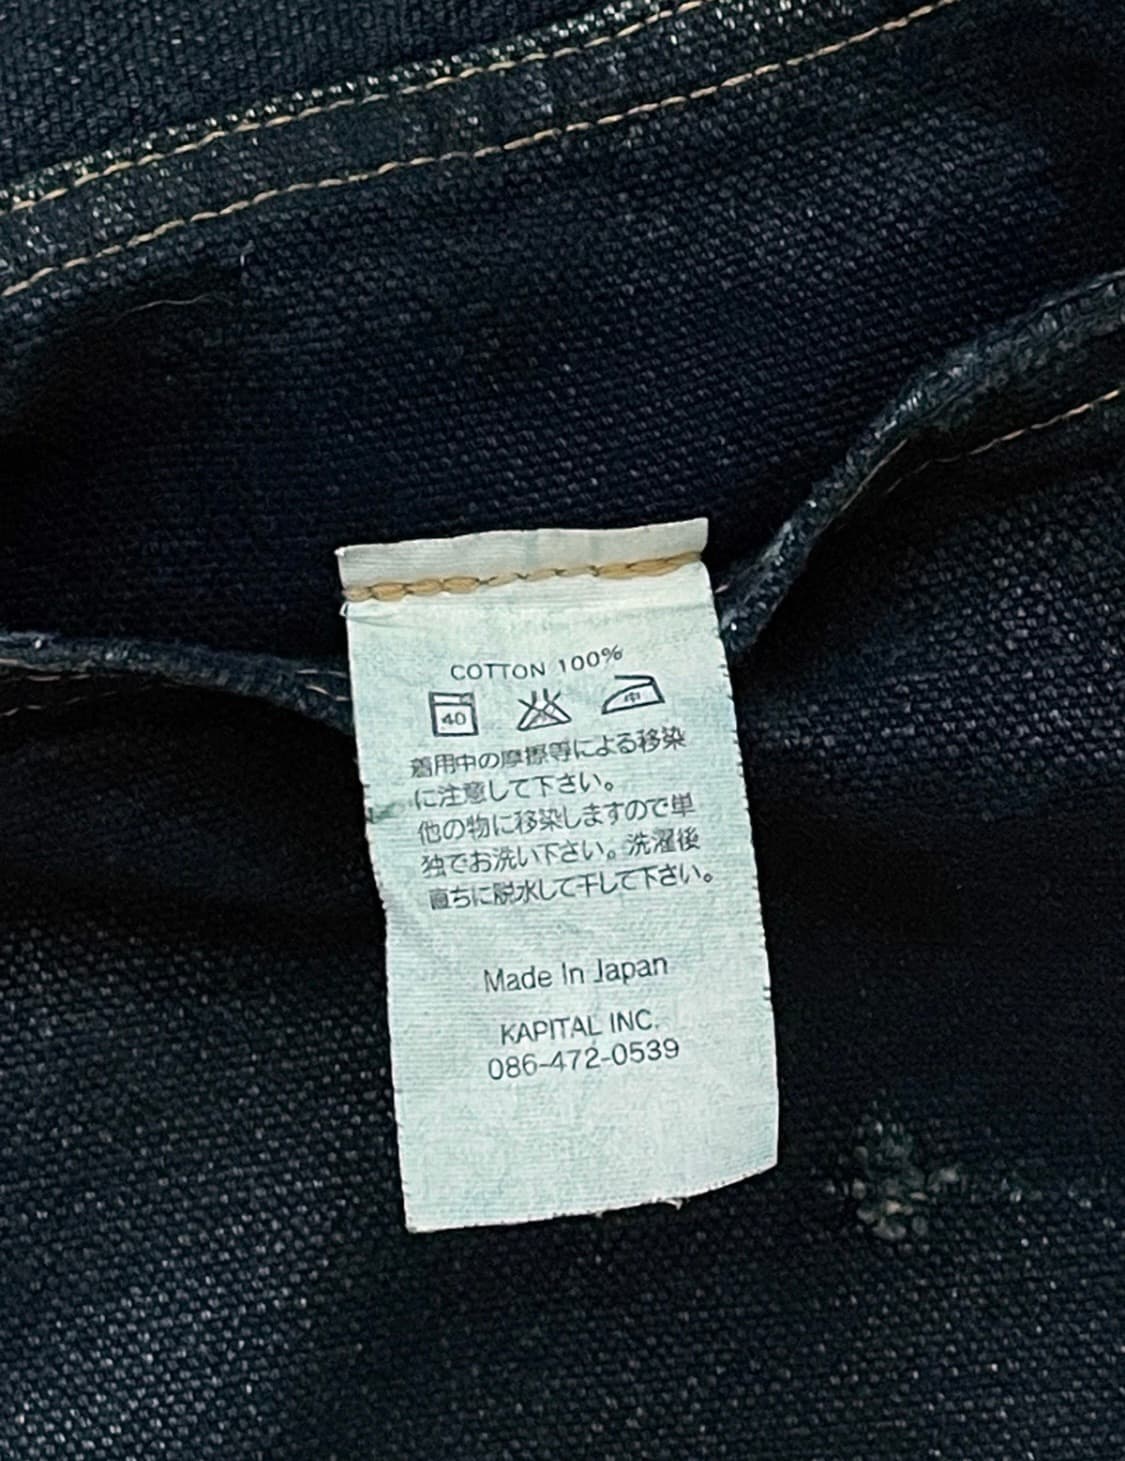 COTTON 100%
40 中
着用中の摩擦等による移染
に注意して下さい。
他の物に移染しますので単
独でお洗い下さい。洗濯後
直ちに脱水して干して下さい。
Made In Japan
KAPITAL INC.
086-472-0539